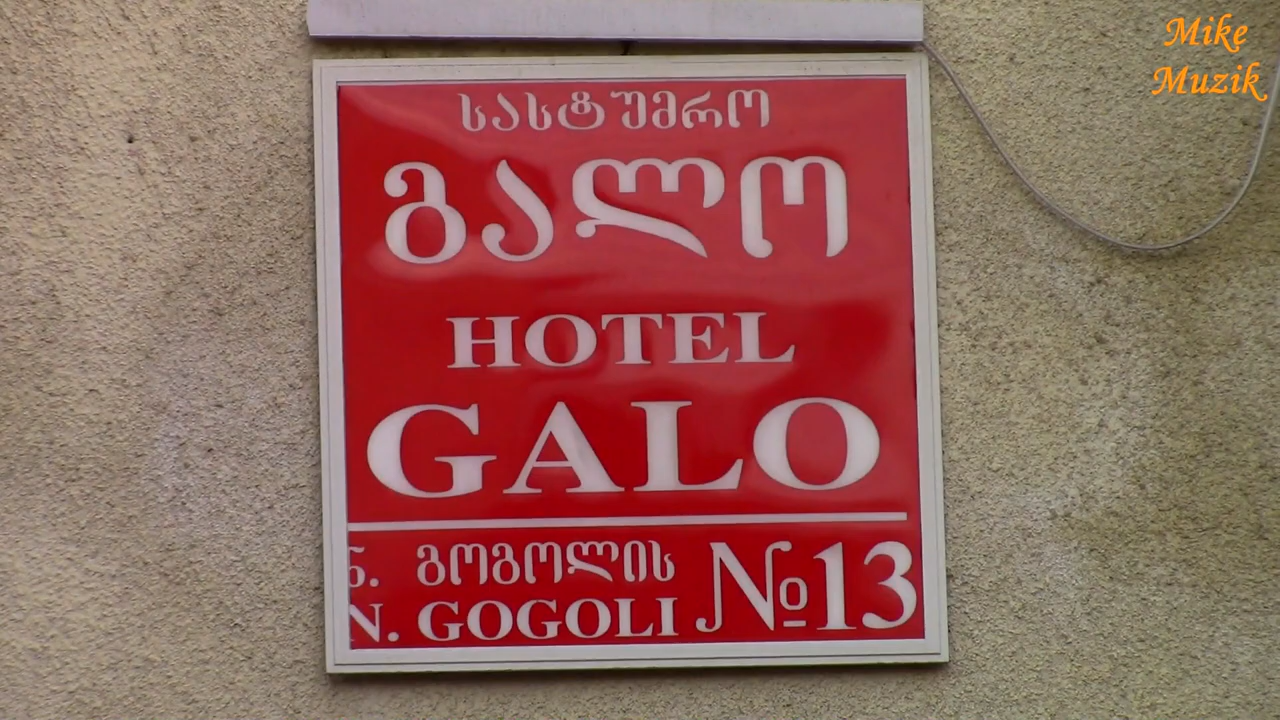 Mike
Muzik
სასტუმრო
გალო
HOTEL
GALO
ნ. გოგოლის
N. GOGOLI №13